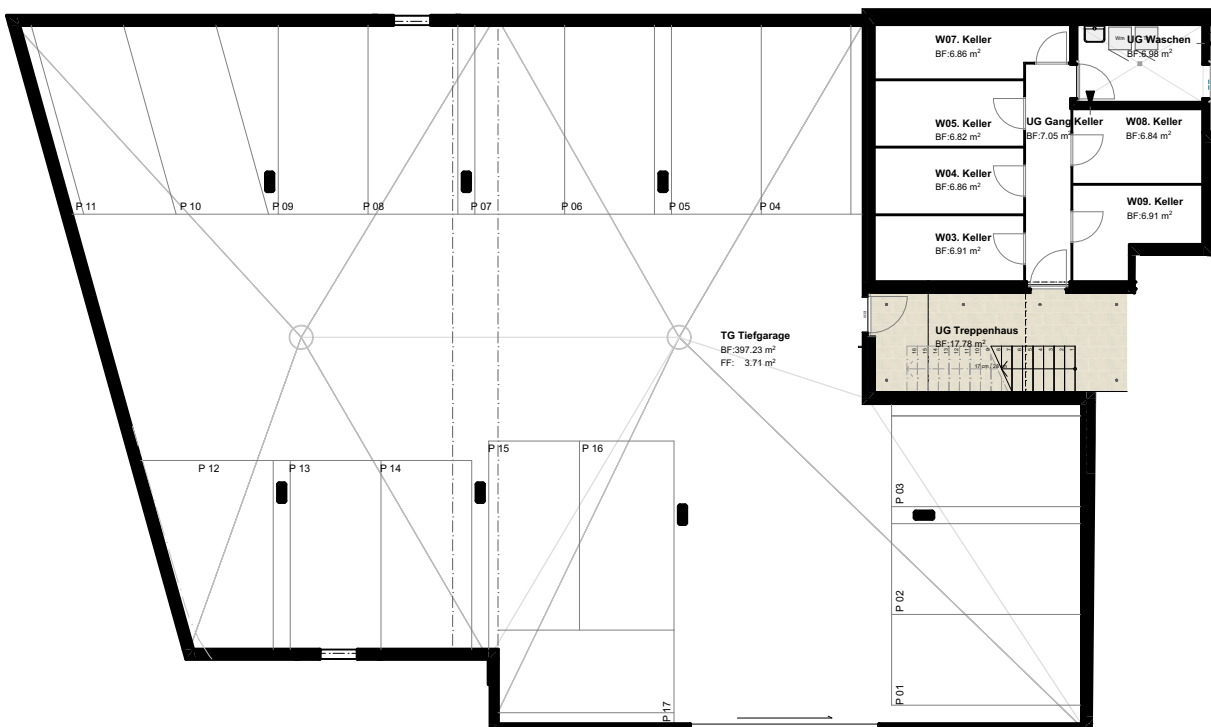 W07. Keller
BF:6.86 m²
UG Waschen
BF:6.98 m²
Wm
W05. Keller
BF:6.82 m²
UG Gang Keller
BF:7.05 m²
W08. Keller
BF:6.84 m²
W04. Keller
BF:6.86 m²
W09. Keller
BF:6.91 m²
W03. Keller
BF:6.91 m²
P 11
P 10
P 09
P 08
P 07
P 06
P 05
P 04
TG Tiefgarage
BF:397.23 m²
FF: 3.71 m²
UG Treppenhaus
BF:17.78 m²
P 12
P 13
P 14
P 15
P 16
P 03
P 02
P 01
P 17